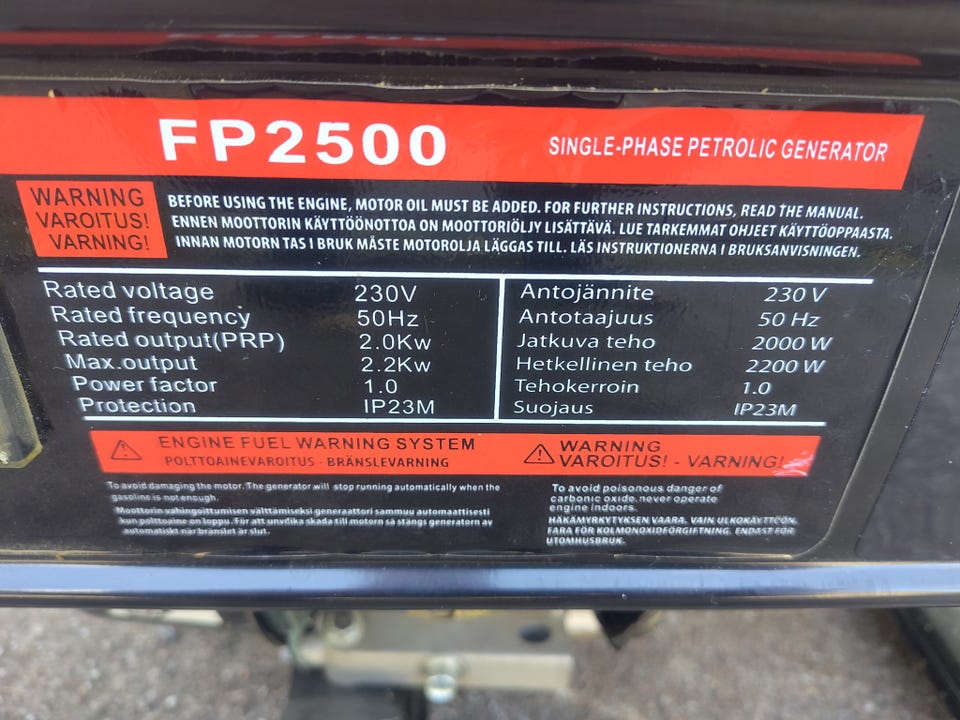 FP2500 SINGLE-PHASE PETROLIC GENERATOR
WARNING
VAROITUS!
VARNING!
BEFORE USING THE ENGINE, MOTOR OIL MUST BE ADDED. FOR FURTHER INSTRUCTIONS, READ THE MANUAL.
ENNEN MOOTTORIN KÄYTTÖÖNOTTOA ON MOOTTORIÖLJY LISÄTTÄVÄ. LUE TARKEMMAT OHJEET KÄYTTÖOPPAASTA.
INNAN MOTORN TAS I BRUK MÅSTE MOTOROLJA LÄGGAS TILL. LÄS INSTRUKTIONERNA I BRUKSANVISNINGEN.
Rated voltage 230V
Rated frequency 50Hz
Rated output(PRP) 2.0Kw
Max.output 2.2Kw
Power factor 1.0
Protection IP23M
Antojännite 230 V
Antotaajuus 50 Hz
Jatkuva teho 2000 W
Hetkellinen teho 2200 W
Tehokerroin 1.0
Suojaus IP23M
ENGINE FUEL WARNING SYSTEM
POLTTOAINEVAROITUS - BRÄNSLEVARNING
To avoid damaging the motor. The generator will stop running automatically when the
gasoline is not enough.
Moottorin vahingoittumisen välttämiseksi generaattori sammuu automaattisesti
kun polttoaine on loppu. För att unvdika skada till motorn så stängs generatorn av
automatiskt när bränslet är slut.
WARNING
VAROITUS! - VARNING!
To avoid poisonous danger of
carbonic oxide.never operate
engine indoors.
HÄKÄMYRKYTYKSEN VAARA. VAIN ULKOKÄYTTÖÖN.
FARA FÖR KOLMONOXIDFÖRGIFTNING. ENDAST FÖR
UTOMHUSBRUK.